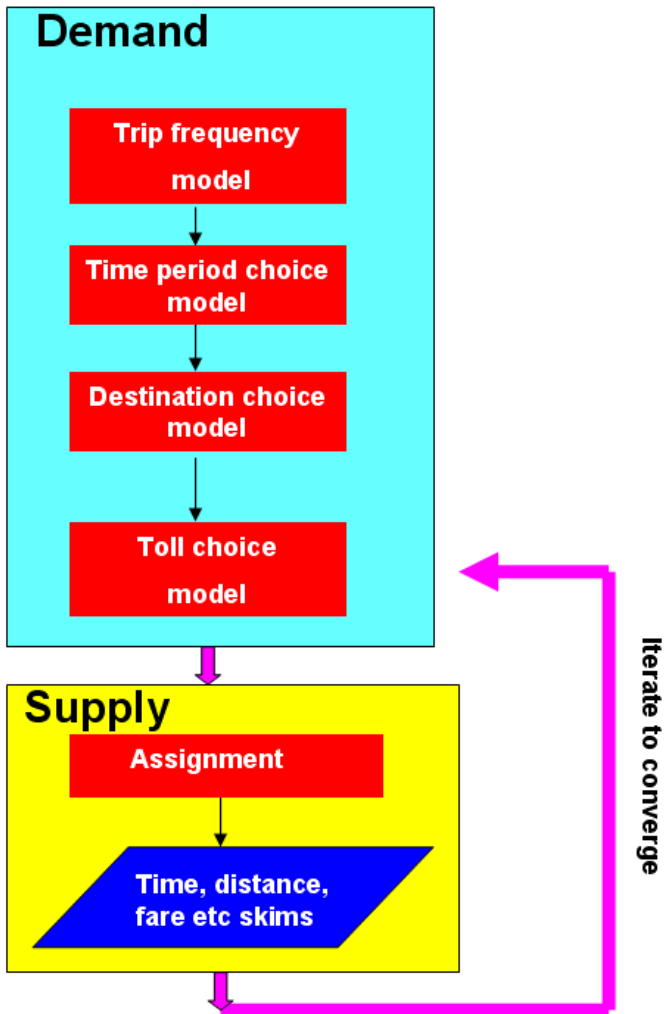 Demand
Trip frequency
model
Time period choice
model
Destination choice
model
Toll choice
model
Iterate to converge
Supply
Assignment
Time, distance,
fare etc skims